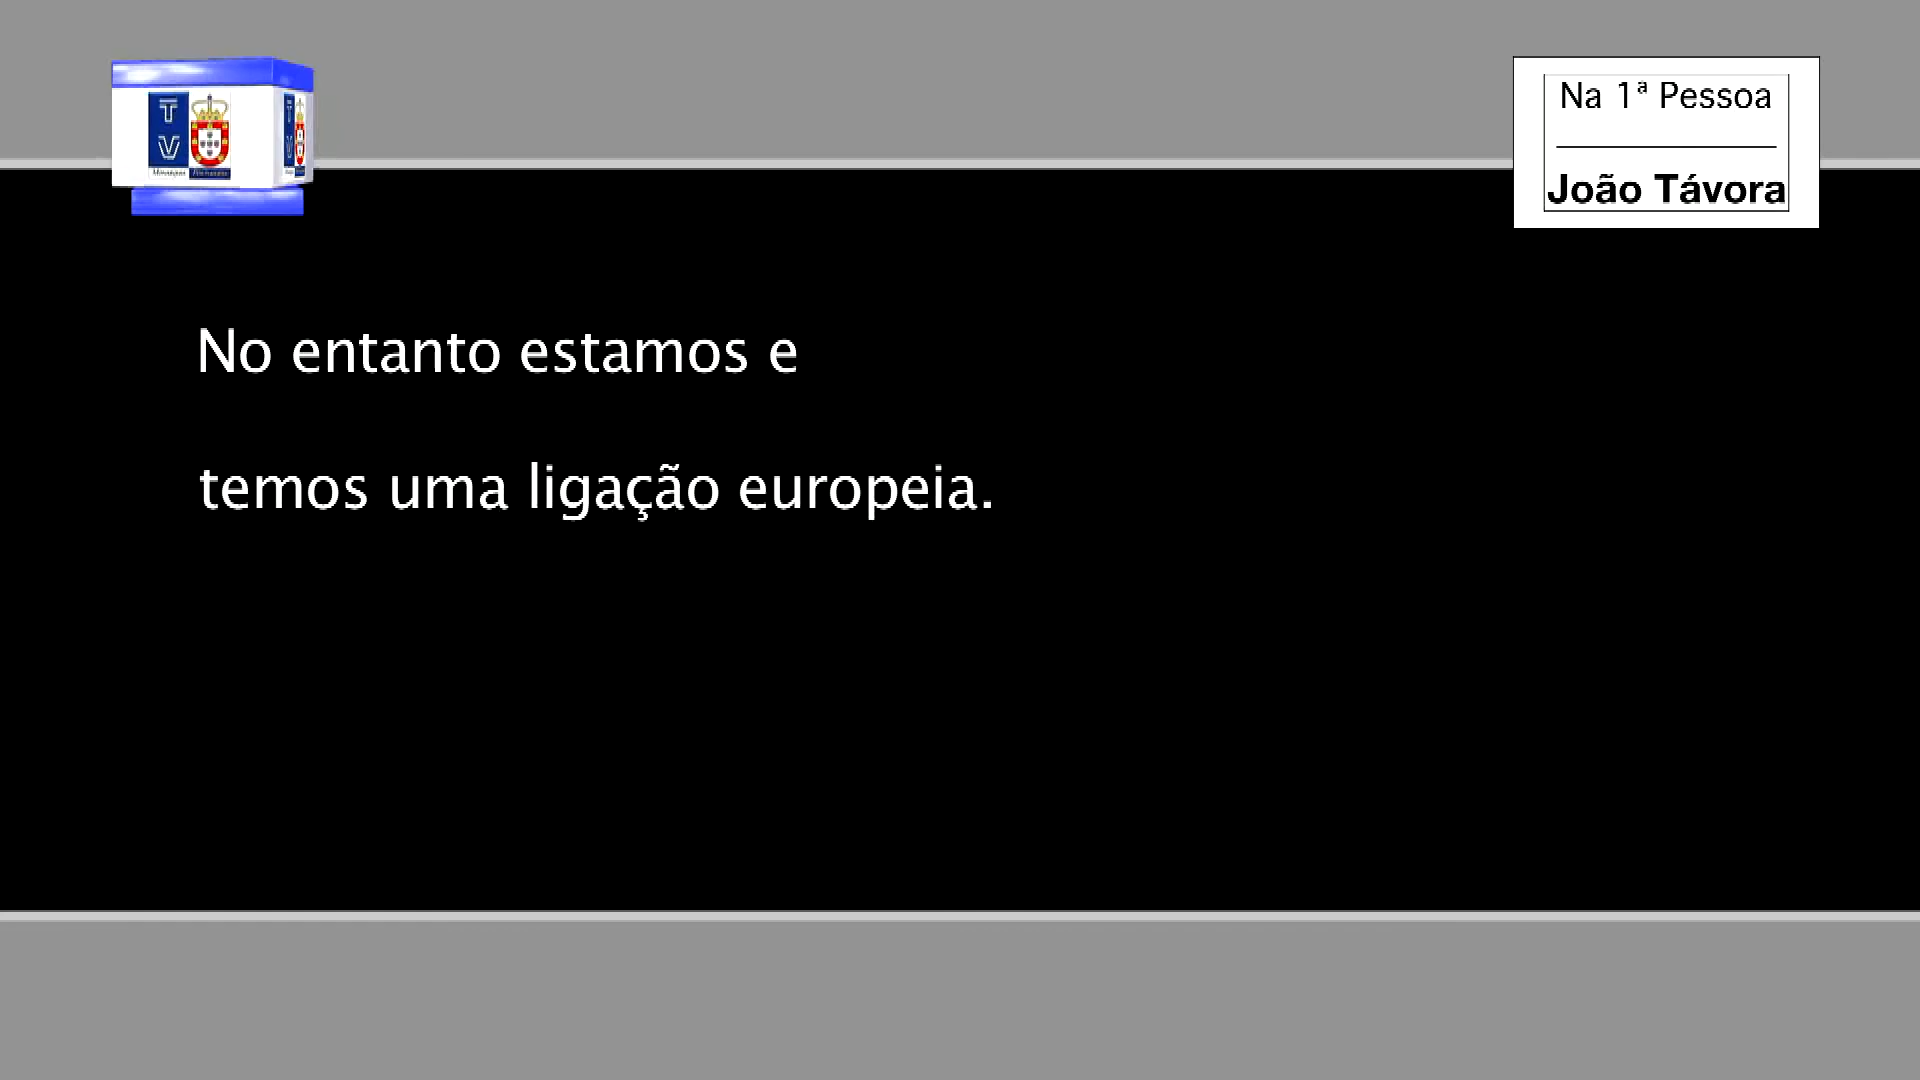 T
V
Na 1ª Pessoa
João Távora
No entanto estamos e
temos uma ligação europeia.